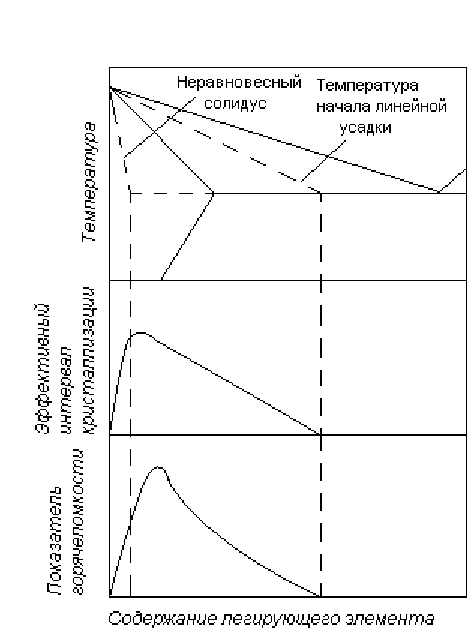 Неравновесный
солидус
Температура
начала линейной
усадки
Температура
Эффективный
интервал
кристаллизации
Показатель
горячеломкости
Содержание легирующего элемента